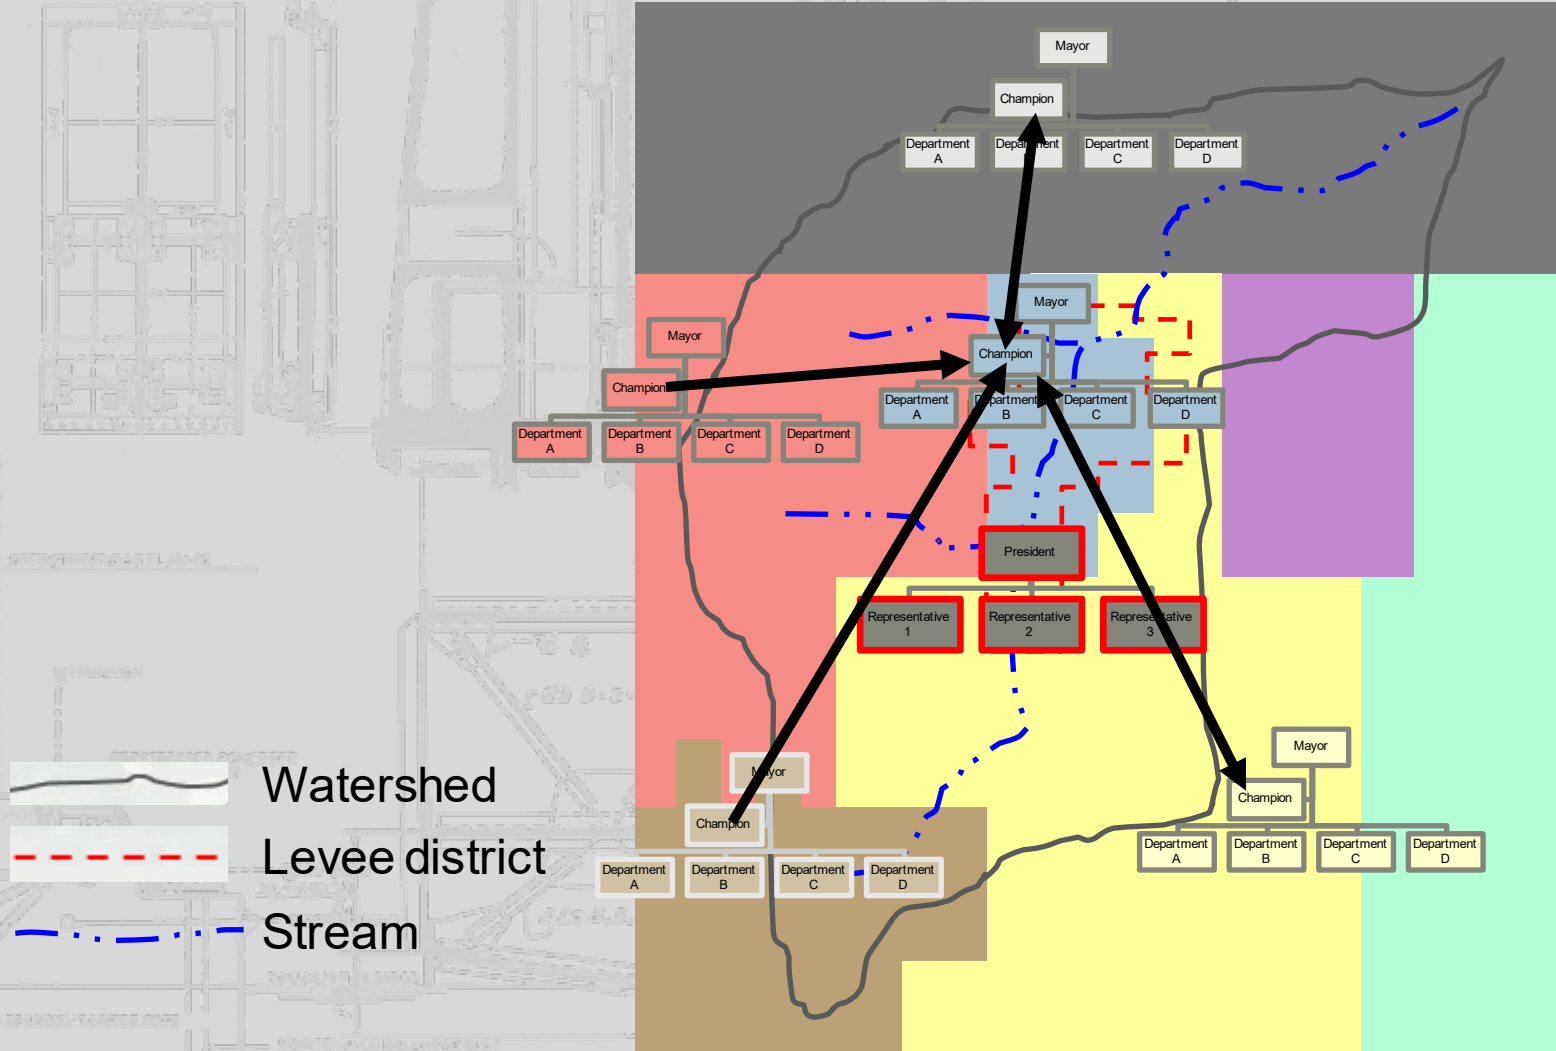 Mayor
Champion
Department
A
Department
C
Department
D
Mayor
Champion
Department
A
Department
B
Department
C
Department
D
Mayor
Champion
Department
A
Department
B
Department
C
Department
D
President
Representative
1
Representative
2
Representative
3
Mayor
Champion
Department
A
Department
B
Department
C
Department
D
Mayor
Champion
Department
A
Department
B
Department
C
Department
D
Watershed
Levee district
Stream